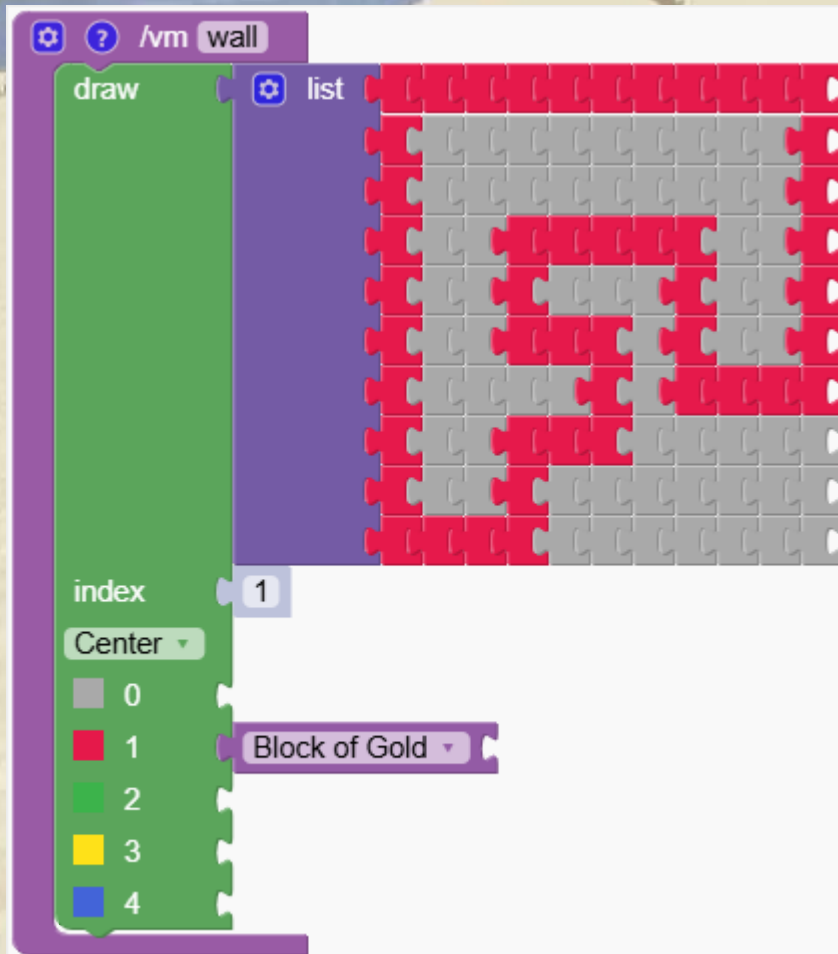 /vm wall
draw list
index 1
Center
0
1 Block of Gold
2
3
4